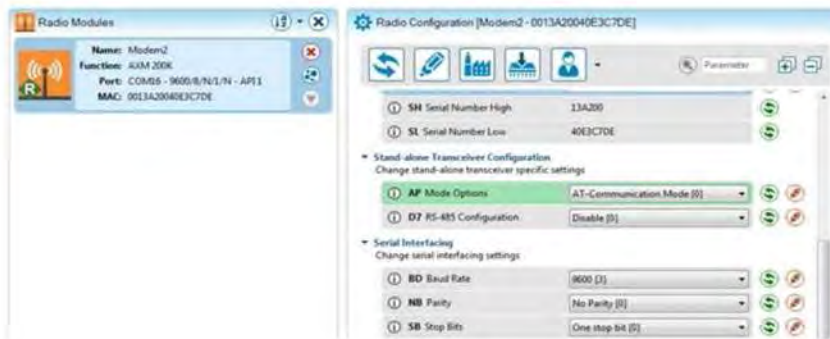 Radio Modules
Name: Modem2
Function: AXM 200K
Port: COM16 - 9600/8/N/1/N - API 1
MAC: 0013A20040E3C7DE
R
Radio Configuration [Modem2 - 0013A20040E3C7DE]
Parameter
SH Serial Number High 13A200
SL Serial Number Low 40E3C7DE
Stand-alone Transceiver Configuration
Change stand-alone transceiver specific settings
AP Mode Options AT-Communication Mode [0]
D7 RS-485 Configuration Disable [0]
Serial Interfacing
Change serial interfacing settings
BD Baud Rate 9600 [3]
NB Parity No Parity [0]
SB Stop Bits One stop bit [0]